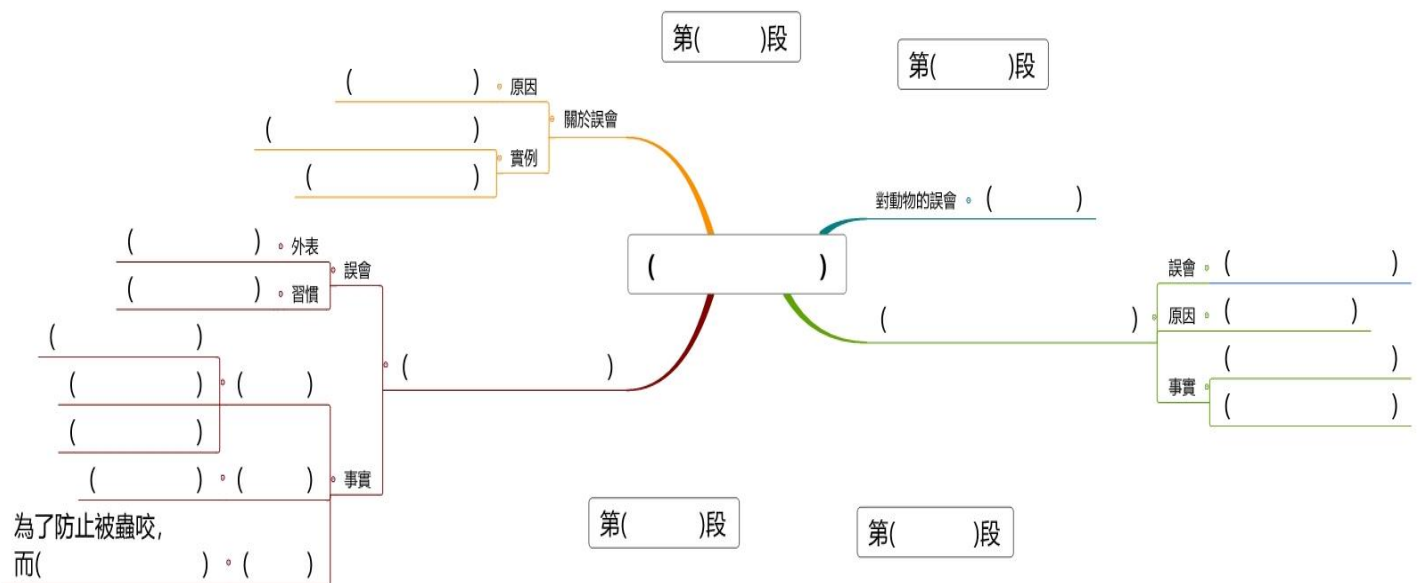 第(　　)段
第(　　)段
(　　　　　) 原因
關於誤會
(　　　　　　　) 實例
(　　　　　　)
對動物的誤會 (　　　)
(　　　　　　)
(　　　　　) 外表
誤會
(　　　　　) 習慣
(　　　　　　　　)
(　　　　　　　　　)
誤會 (　　　　　　)
原因 (　　　　　)
事實 (　　　　　　)
(　　　　　　)
(　　　　　)
(　　　　) (　　)
(　　　　)
(　　　　) (　　) 事實
為了防止被蟲咬，
而(　　　　　　) (　　)
第(　　)段
第(　　)段